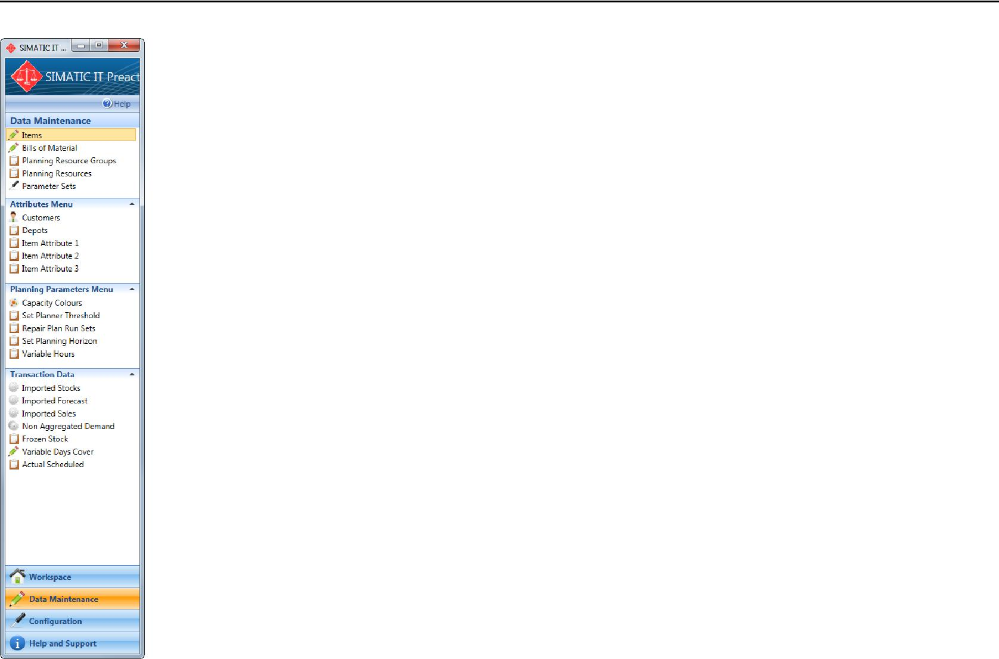 SIMATIC IT ...
SIMATIC IT Preact
Help
Data Maintenance
Items
Bills of Material
Planning Resource Groups
Planning Resources
Parameter Sets
Attributes Menu
Customers
Depots
Item Attribute 1
Item Attribute 2
Item Attribute 3
Planning Parameters Menu
Capacity Colours
Set Planner Threshold
Repair Plan Run Sets
Set Planning Horizon
Variable Hours
Transaction Data
Imported Stocks
Imported Forecast
Imported Sales
Non Aggregated Demand
Frozen Stock
Variable Days Cover
Actual Scheduled
Workspace
Data Maintenance
Configuration
Help and Support